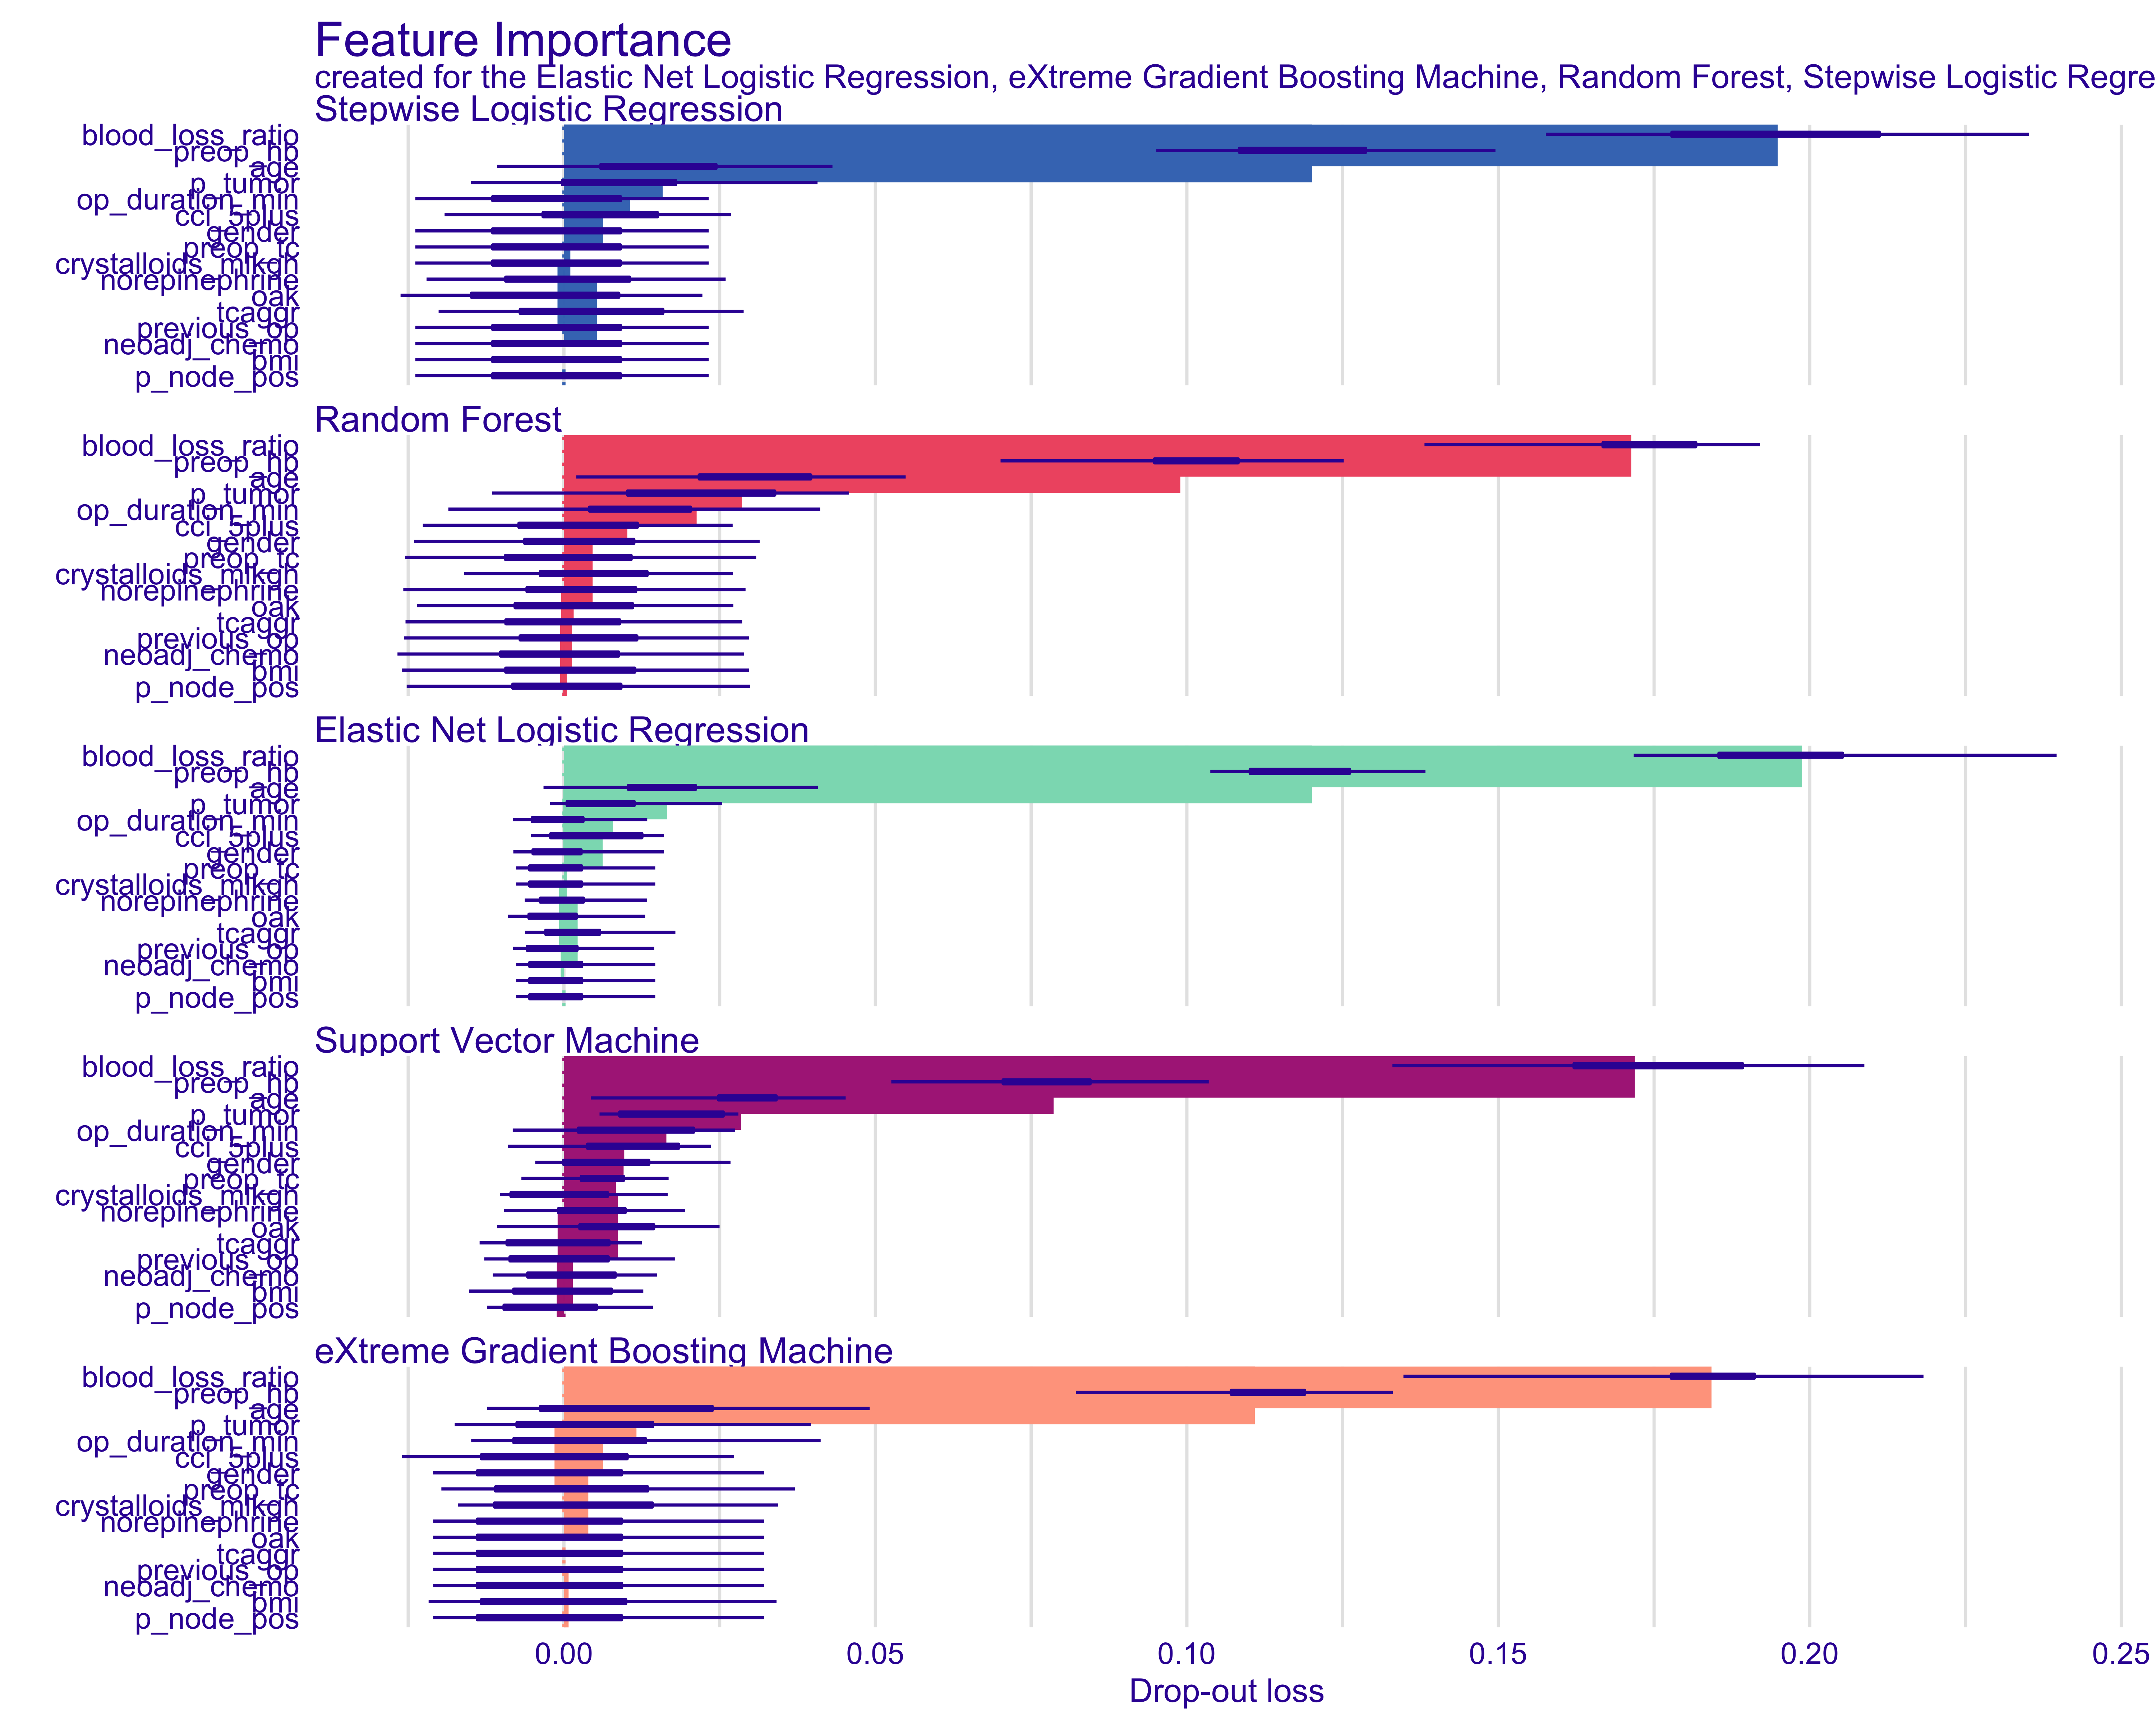 Feature Importance
created for the Elastic Net Logistic Regression, eXtreme Gradient Boosting Machine, Random Forest, Stepwise Logistic Regre
Stepwise Logistic Regression
blood_loss_ratio
preop_hb
age
p_tumor
op_duration_min
cci_5plus
gender
preop_tc
crystalloids_mlkgh
norepinephrine
oak
tcaggr
previous_op
neoadj_chemo
bmi
p_node_pos
Random Forest
blood_loss_ratio
preop_hb
age
p_tumor
op_duration_min
cci_5plus
gender
preop_tc
crystalloids_mlkgh
norepinephrine
oak
tcaggr
previous_op
neoadj_chemo
bmi
p_node_pos
Elastic Net Logistic Regression
blood_loss_ratio
preop_hb
age
p_tumor
op_duration_min
cci_5plus
gender
preop_tc
crystalloids_mlkgh
norepinephrine
oak
tcaggr
previous_op
neoadj_chemo
bmi
p_node_pos
Support Vector Machine
blood_loss_ratio
preop_hb
age
p_tumor
op_duration_min
cci_5plus
gender
preop_tc
crystalloids_mlkgh
norepinephrine
oak
tcaggr
previous_op
neoadj_chemo
bmi
p_node_pos
eXtreme Gradient Boosting Machine
blood_loss_ratio
preop_hb
age
p_tumor
op_duration_min
cci_5plus
gender
preop_tc
crystalloids_mlkgh
norepinephrine
oak
tcaggr
previous_op
neoadj_chemo
bmi
p_node_pos
0.00 0.05 0.10 0.15 0.20 0.25
Drop-out loss